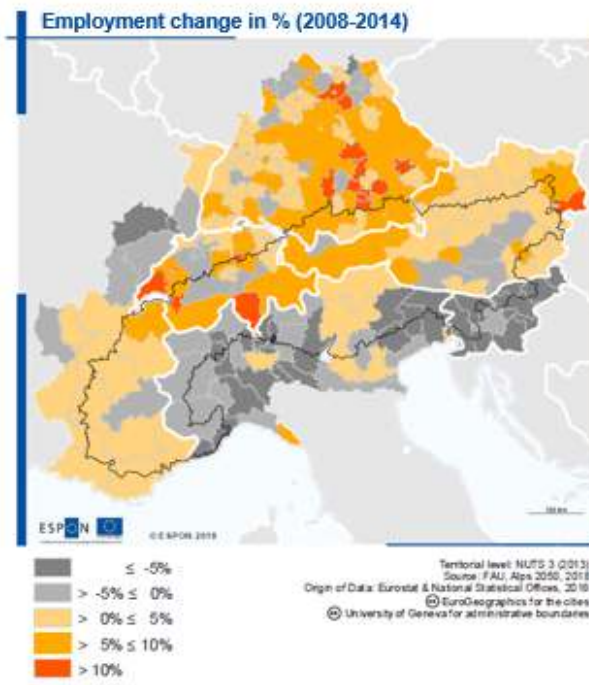 Employment change in % (2008-2014)
ESPON
© ESPON, 2018
≤ -5%
> -5% ≤ 0%
> 0% ≤ 5%
> 5% ≤ 10%
> 10%
Territorial level: NUTS 3 (2013)
Source: FAU, Alps 2050, 2018
Origin of Data: Eurostat & National Statistical Offices, 2016
EuroGeographics for the cities
University of Geneva for administrative boundaries